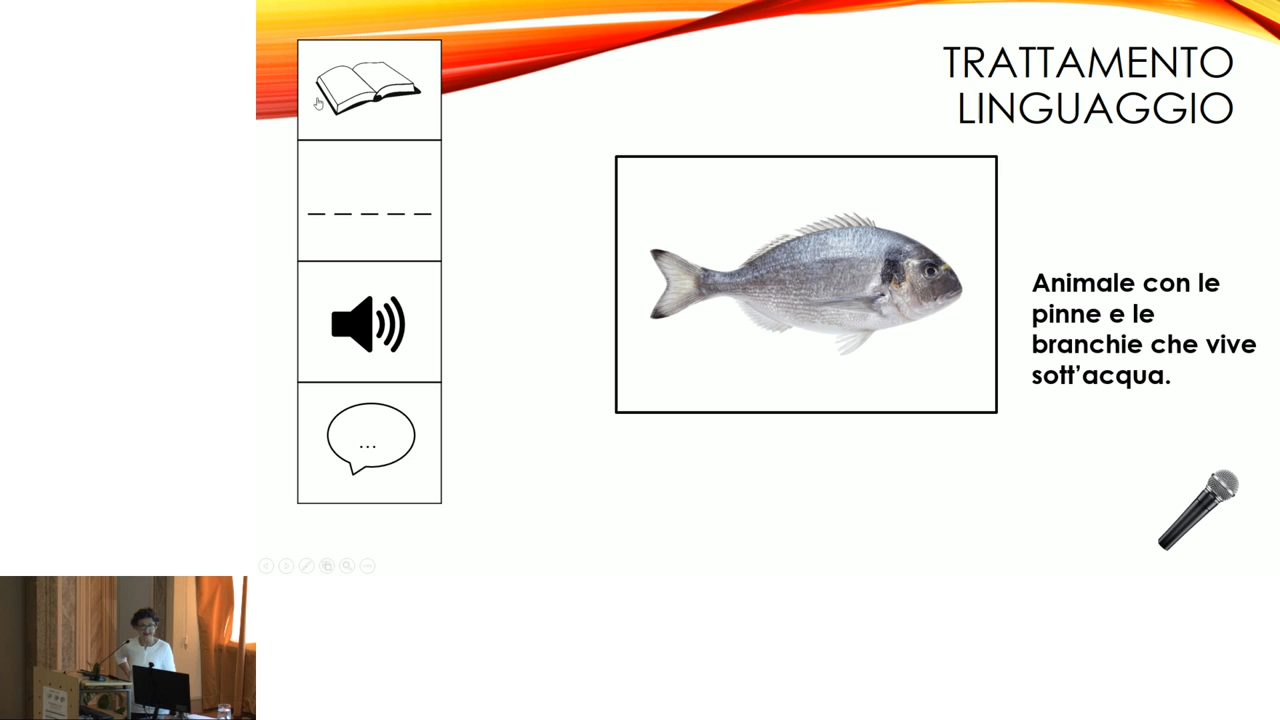 TRATTAMENTO
LINGUAGGIO
Animale con le
pinne e le
branchie che vive
sott’acqua.
...